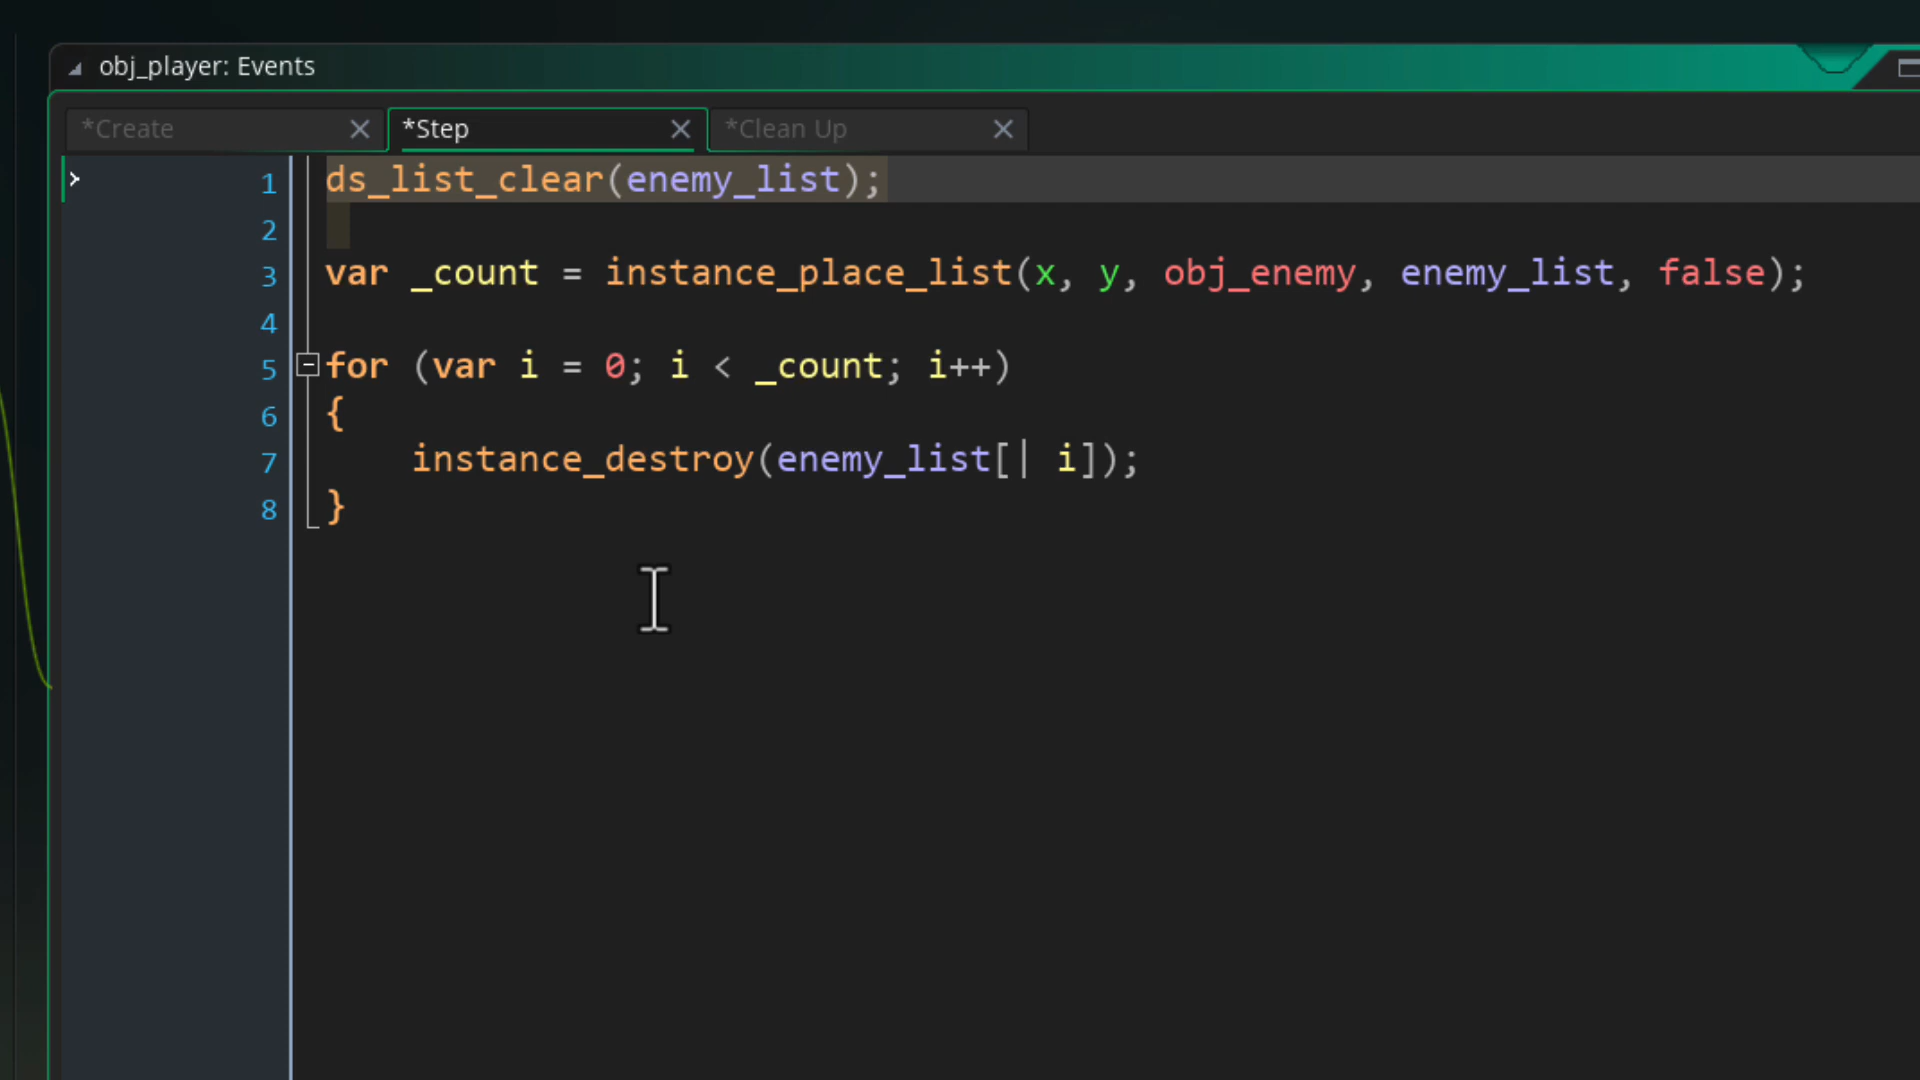 obj_player: Events
*Create *Step *Clean Up
1 ds_list_clear(enemy_list);
2
3 var _count = instance_place_list(x, y, obj_enemy, enemy_list, false);
4
5 for (var i = 0; i < _count; i++)
6 {
7 instance_destroy(enemy_list[| i]);
8 }